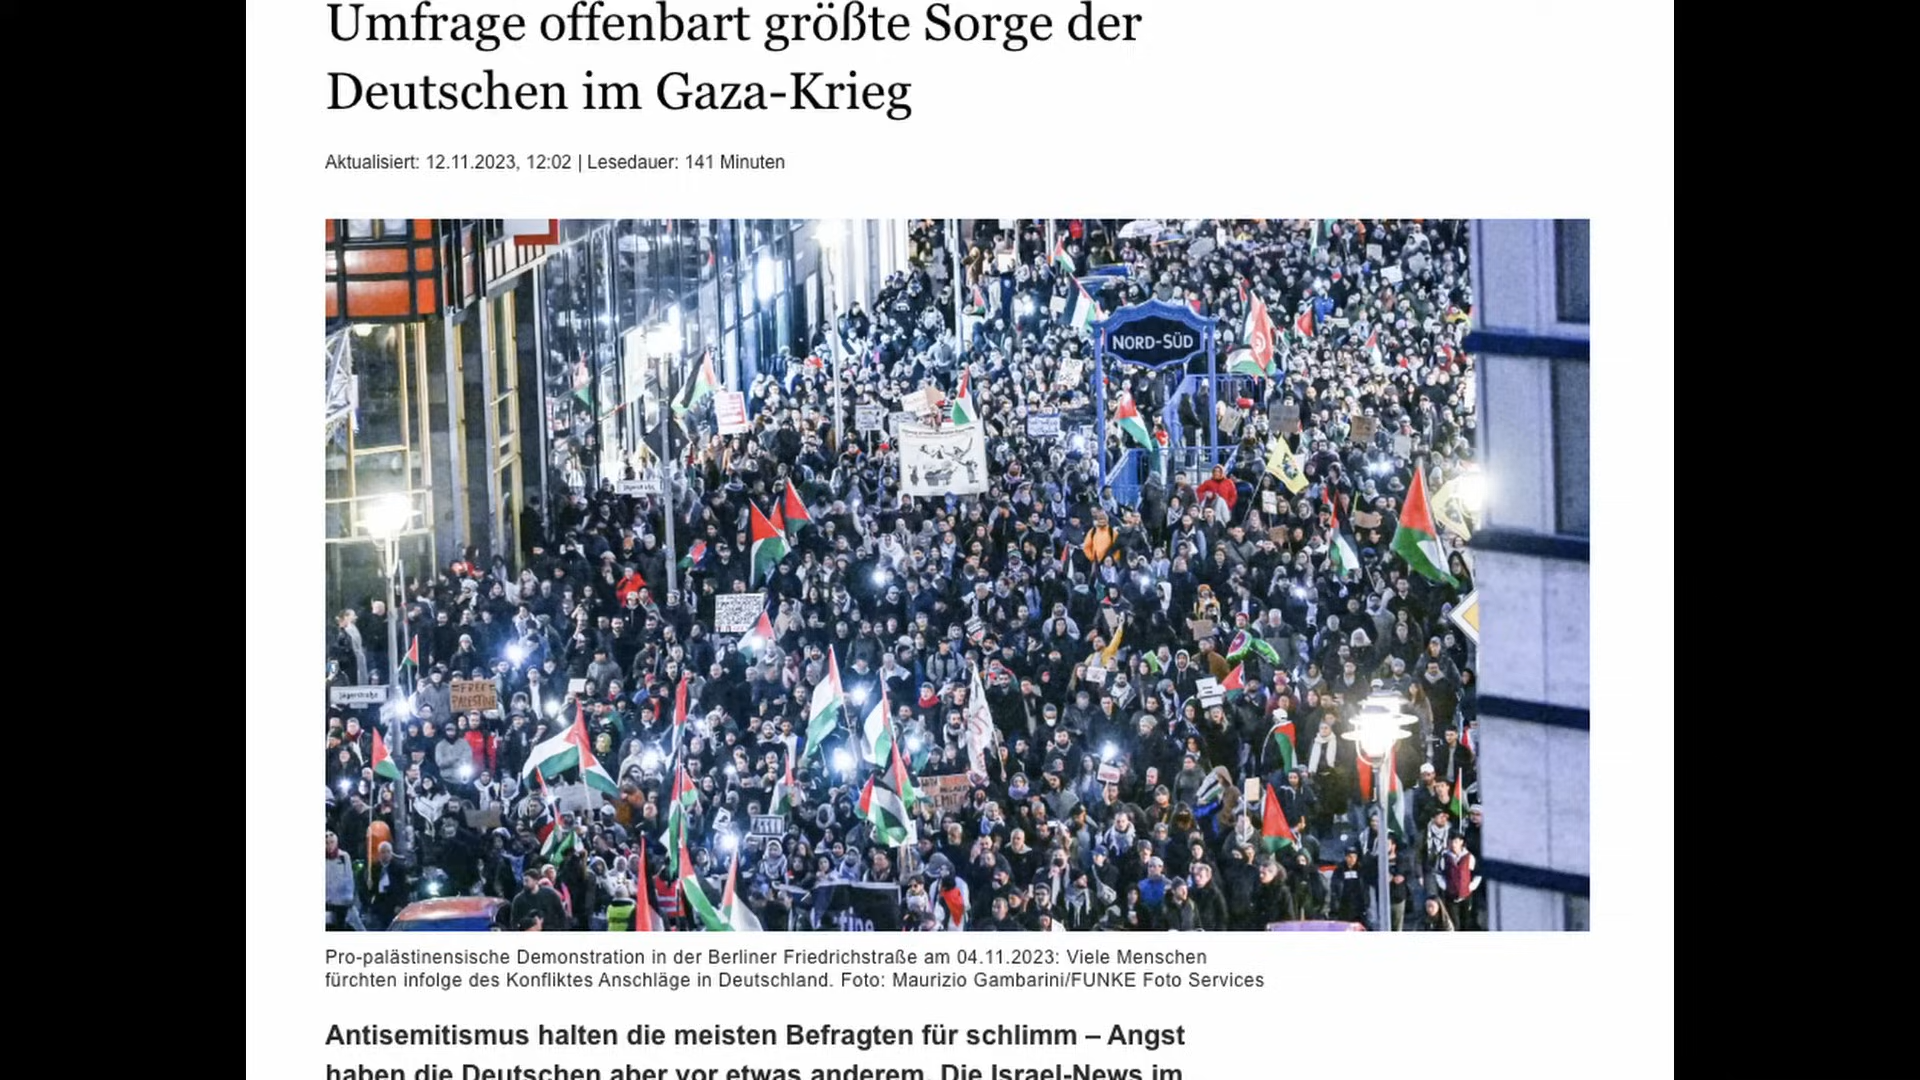 Umfrage offenbart größte Sorge der
Deutschen im Gaza-Krieg
Aktualisiert: 12.11.2023, 12:02 | Lesedauer: 141 Minuten
NORD-SÜD
Jägerstraße
FREE
PALESTINE
Pro-palästinensische Demonstration in der Berliner Friedrichstraße am 04.11.2023: Viele Menschen
fürchten infolge des Konfliktes Anschläge in Deutschland. Foto: Maurizio Gambarini/FUNKE Foto Services
Antisemitismus halten die meisten Befragten für schlimm – Angst
haben die Deutschen aber vor etwas anderem. Die Israel-News im